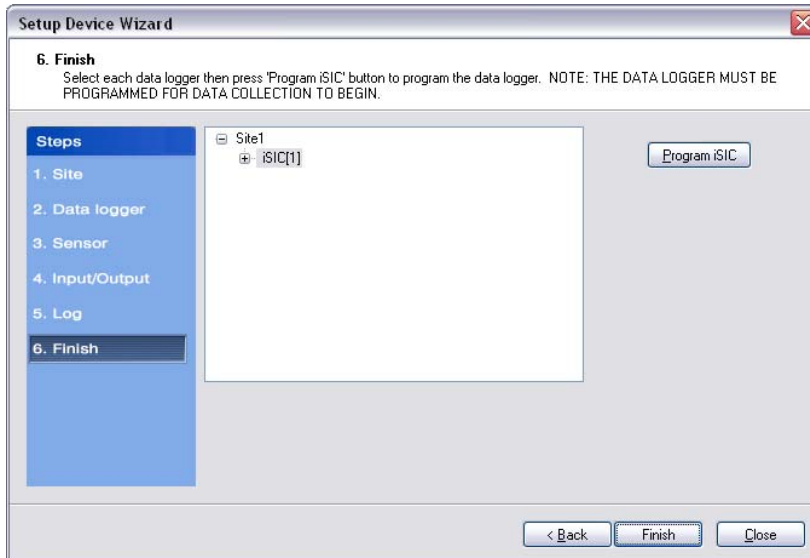 Setup Device Wizard
6. Finish
Select each data logger then press 'Program iSIC' button to program the data logger. NOTE: THE DATA LOGGER MUST BE
PROGRAMMED FOR DATA COLLECTION TO BEGIN.
Steps
1. Site
2. Data logger
3. Sensor
4. Input/Output
5. Log
6. Finish
Site1
iSIC[1]
Program iSIC
< Back
Finish
Close